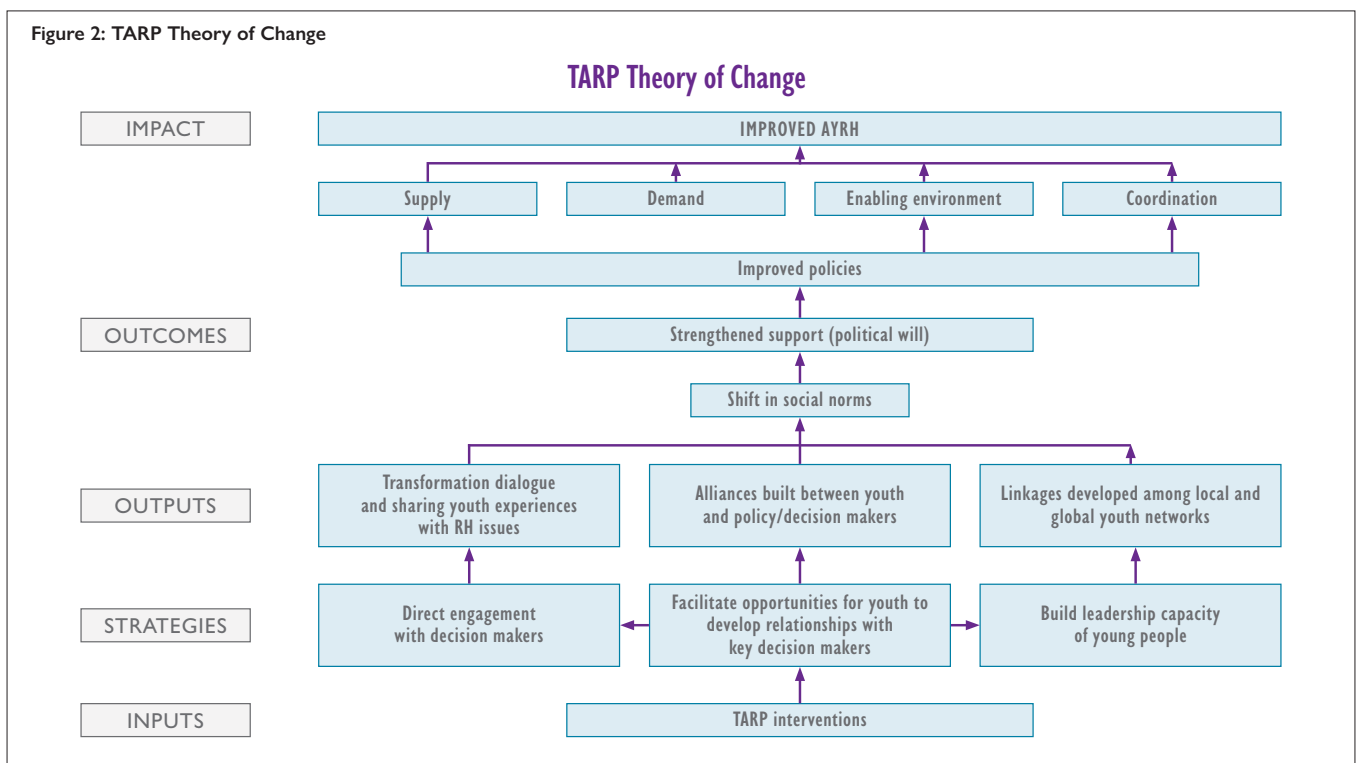 Figure 2: TARP Theory of Change
TARP Theory of Change
IMPACT
IMPROVED AYRH
Supply
Demand
Enabling environment
Coordination
Improved policies
OUTCOMES
Strengthened support (political will)
Shift in social norms
OUTPUTS
Transformation dialogue
and sharing youth experiences
with RH issues
Alliances built between youth
and policy/decision makers
Linkages developed among local and
global youth networks
STRATEGIES
Direct engagement
with decision makers
Facilitate opportunities for youth to
develop relationships with
key decision makers
Build leadership capacity
of young people
INPUTS
TARP interventions